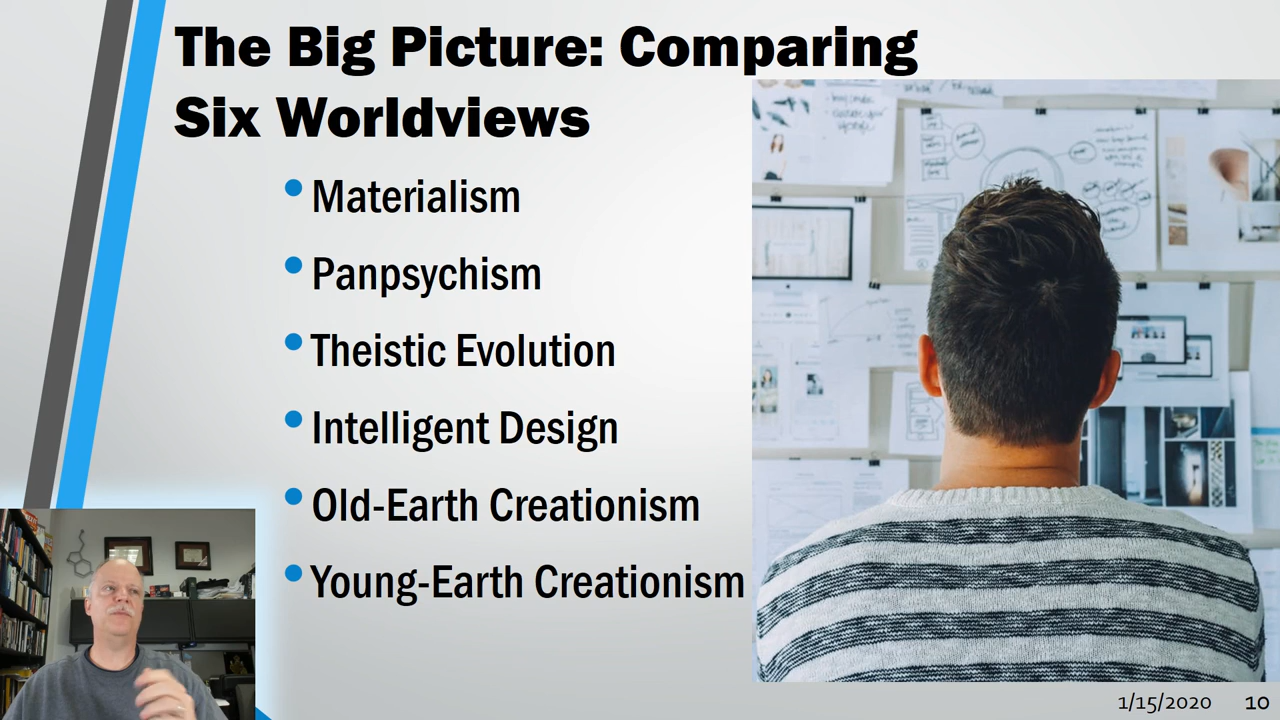 The Big Picture: Comparing
Six Worldviews
Materialism
Panpsychism
Theistic Evolution
Intelligent Design
Old-Earth Creationism
Young-Earth Creationism
1/15/2020 10